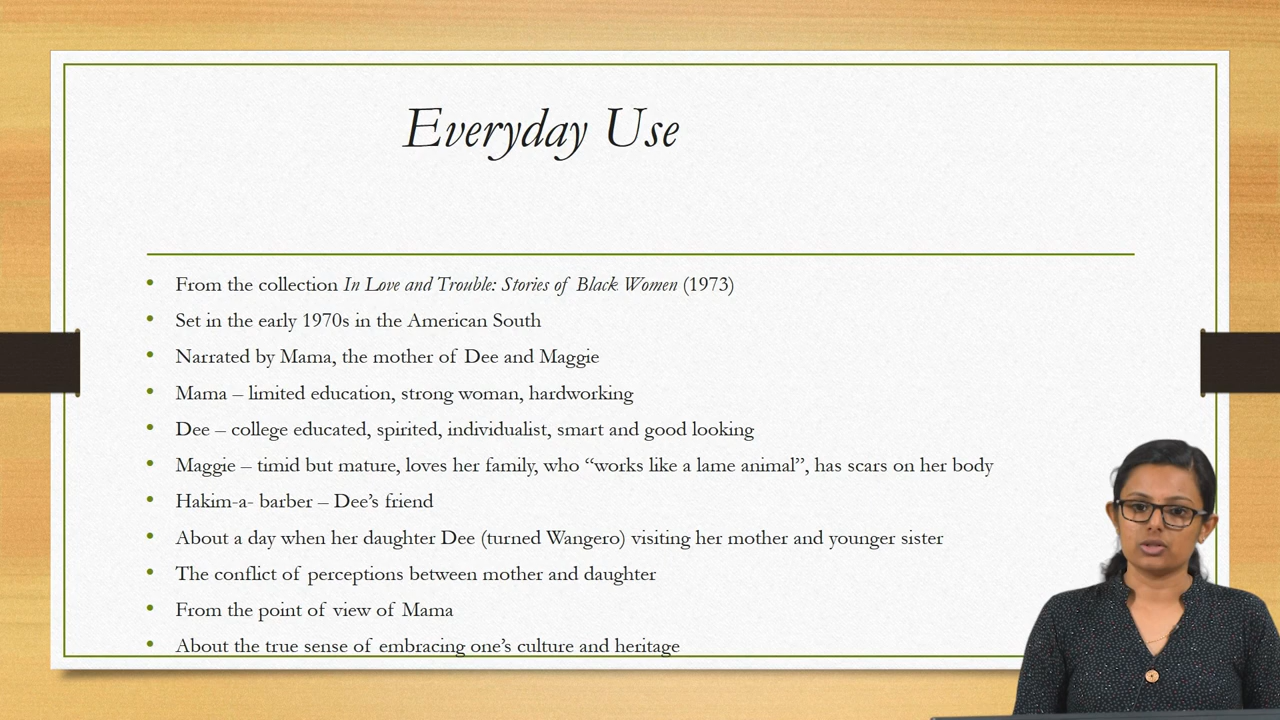 Everyday Use
• From the collection In Love and Trouble: Stories of Black Women (1973)
• Set in the early 1970s in the American South
• Narrated by Mama, the mother of Dee and Maggie
• Mama – limited education, strong woman, hardworking
• Dee – college educated, spirited, individualist, smart and good looking
• Maggie – timid but mature, loves her family, who “works like a lame animal”, has scars on her body
• Hakim-a- barber – Dee’s friend
• About a day when her daughter Dee (turned Wangero) visiting her mother and younger sister
• The conflict of perceptions between mother and daughter
• From the point of view of Mama
• About the true sense of embracing one’s culture and heritage